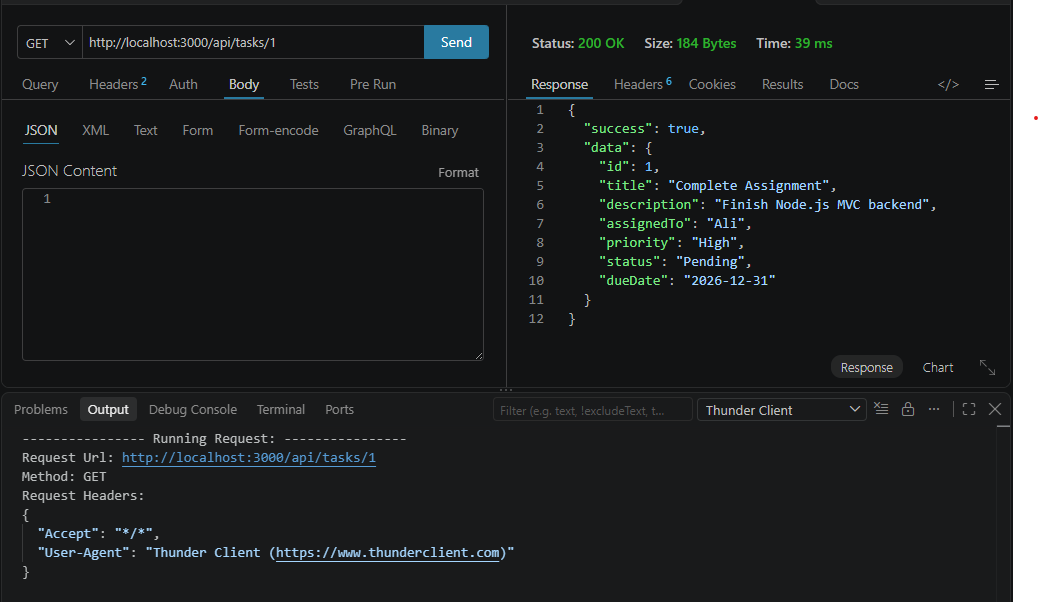 GET http://localhost:3000/api/tasks/1 Send
Query Headers 2 Auth Body Tests Pre Run
JSON XML Text Form Form-encode GraphQL Binary
JSON Content Format
1
Status: 200 OK Size: 184 Bytes Time: 39 ms
Response Headers 6 Cookies Results Docs </>
1 {
2 "success": true,
3 "data": {
4 "id": 1,
5 "title": "Complete Assignment",
6 "description": "Finish Node.js MVC backend",
7 "assignedTo": "Ali",
8 "priority": "High",
9 "status": "Pending",
10 "dueDate": "2026-12-31"
11 }
12 }
Response Chart
Problems Output Debug Console Terminal Ports Filter (e.g. text, !excludeText, t... Thunder Client
---------------- Running Request: ----------------
Request Url: http://localhost:3000/api/tasks/1
Method: GET
Request Headers:
{
"Accept": "*/*",
"User-Agent": "Thunder Client (https://www.thunderclient.com)"
}